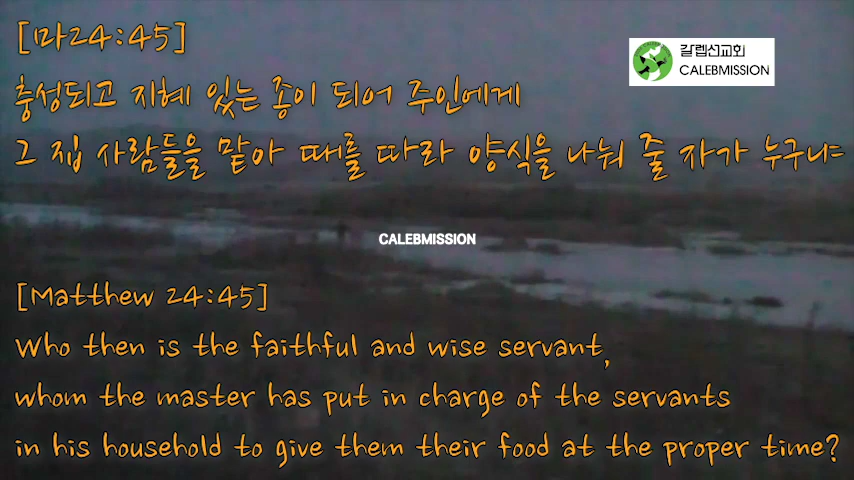 [마24:45]
충성되고 지혜 있는 종이 되어 주인에게
그 집 사람들을 맡아 때를 따라 양식을 나눠 줄 자가 누구냐
갈렙선교회
CALEBMISSION
CALEBMISSION
[Matthew 24:45]
Who then is the faithful and wise servant,
whom the master has put in charge of the servants
in his household to give them their food at the proper time?